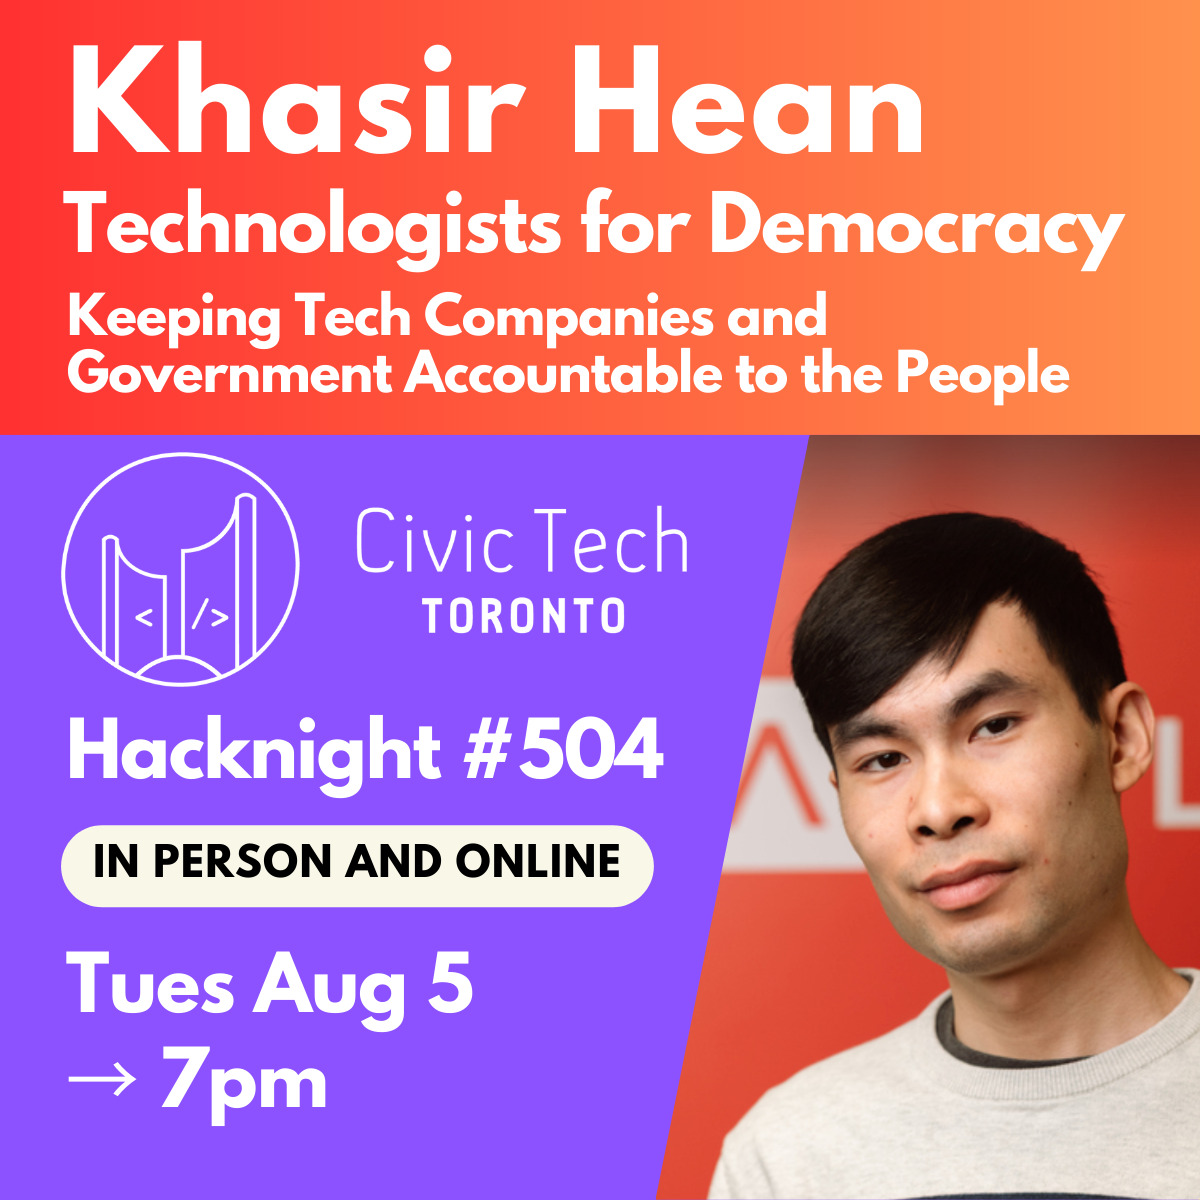 Khasir Hean
Technologists for Democracy
Keeping Tech Companies and
Government Accountable to the People
Civic Tech
TORONTO
< />
Hacknight #504
IN PERSON AND ONLINE
Tues Aug 5
→ 7pm